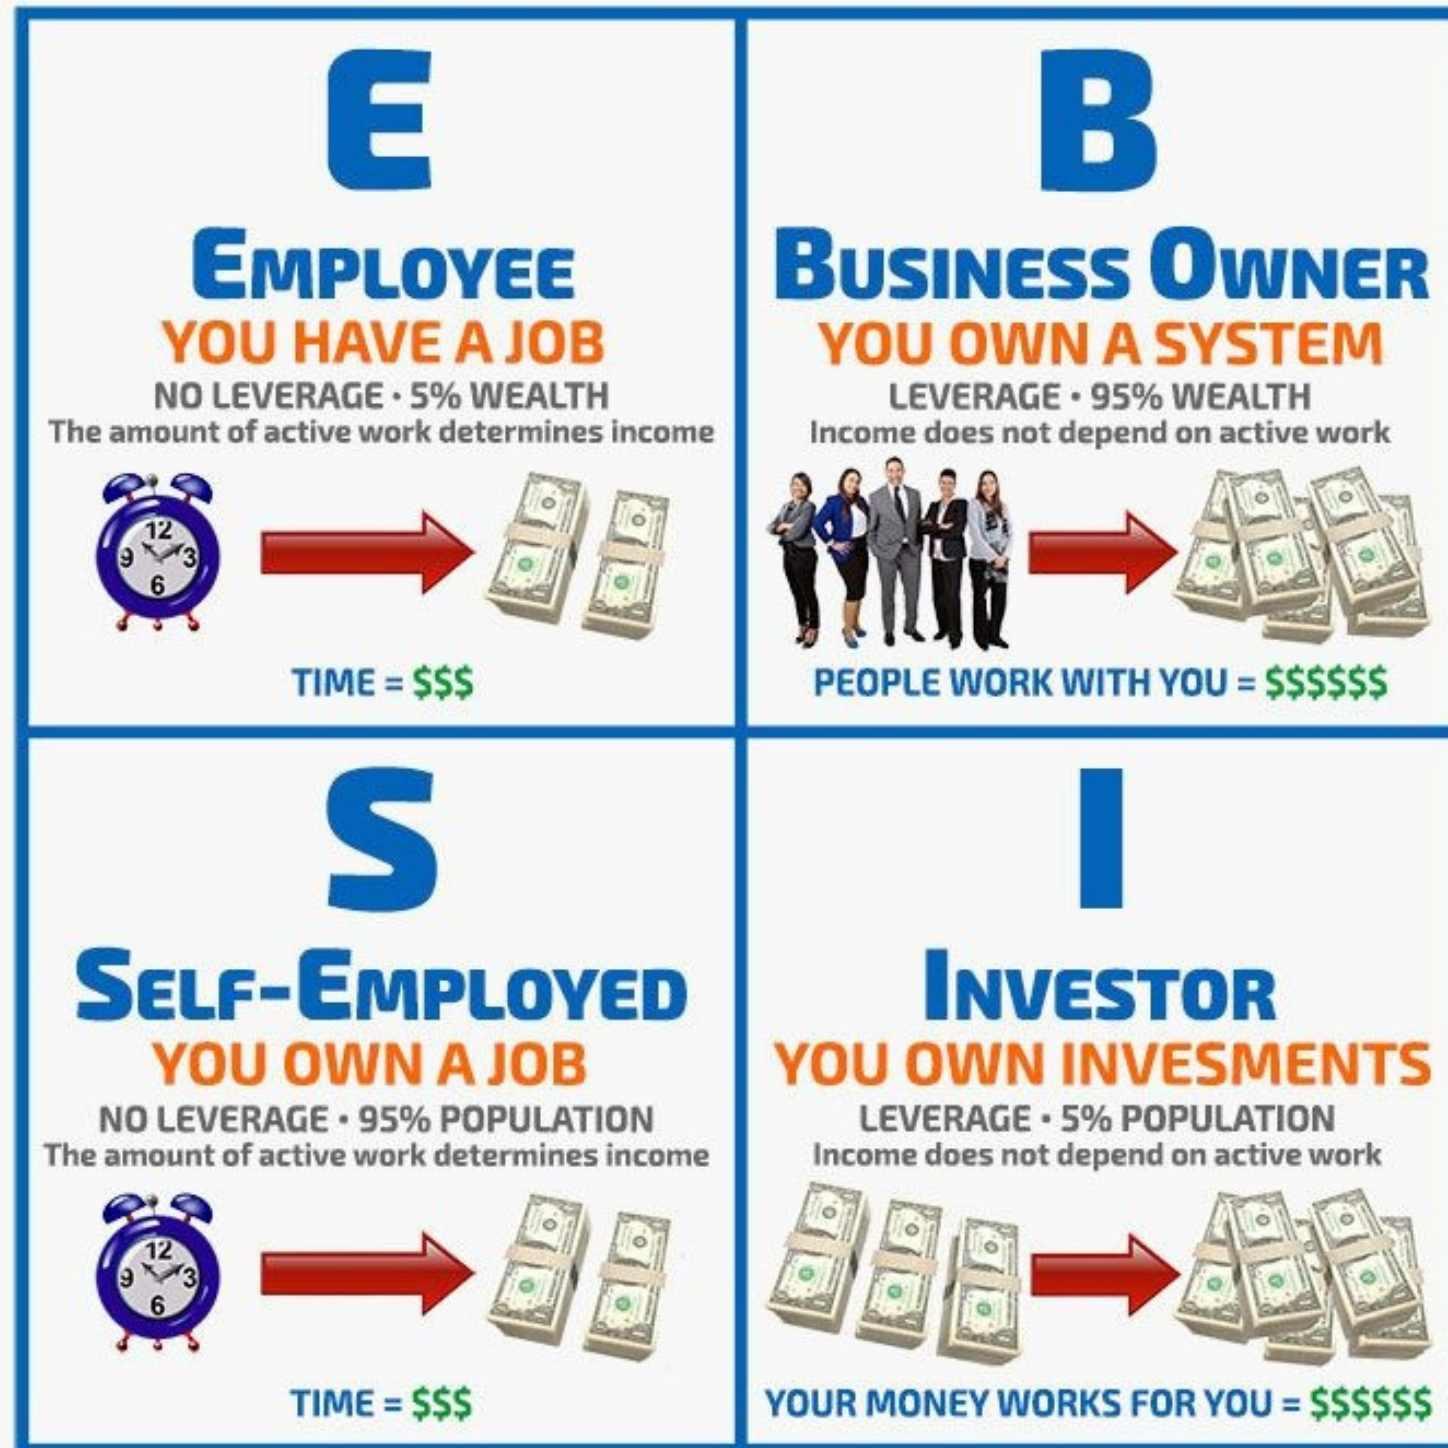 E
EMPLOYEE
YOU HAVE A JOB
NO LEVERAGE · 5% WEALTH
The amount of active work determines income
12
9 3
6
TIME = $$$
B
BUSINESS OWNER
YOU OWN A SYSTEM
LEVERAGE · 95% WEALTH
Income does not depend on active work
PEOPLE WORK WITH YOU = $$$$$$
S
SELF-EMPLOYED
YOU OWN A JOB
NO LEVERAGE · 95% POPULATION
The amount of active work determines income
12
9 3
6
TIME = $$$
I
INVESTOR
YOU OWN INVESMENTS
LEVERAGE · 5% POPULATION
Income does not depend on active work
YOUR MONEY WORKS FOR YOU = $$$$$$